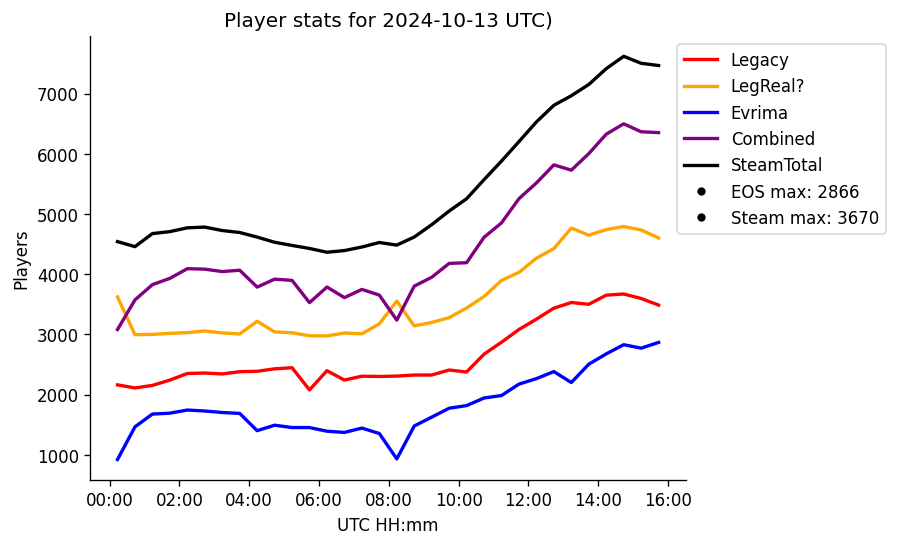 Player stats for 2024-10-13 UTC)
Legacy
LegReal?
Evrima
Combined
SteamTotal
EOS max: 2866
Steam max: 3670
Players
7000
6000
5000
4000
3000
2000
1000
00:00 02:00 04:00 06:00 08:00 10:00 12:00 14:00 16:00
UTC HH:mm